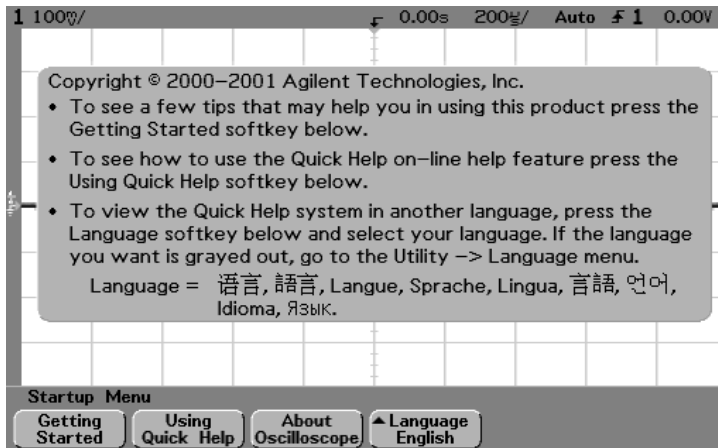 1 100m̲V/ 0.00s 200µs/ Auto 1 0.00V
Copyright © 2000–2001 Agilent Technologies, Inc.
• To see a few tips that may help you in using this product press the
Getting Started softkey below.
• To see how to use the Quick Help on–line help feature press the
Using Quick Help softkey below.
• To view the Quick Help system in another language, press the
Language softkey below and select your language. If the language
you want is grayed out, go to the Utility –> Language menu.
Language = 语言, 語言, Langue, Sprache, Lingua, 言語, 언어,
Idioma, Язык.
Startup Menu
Getting Started
Using Quick Help
About Oscilloscope
Language English